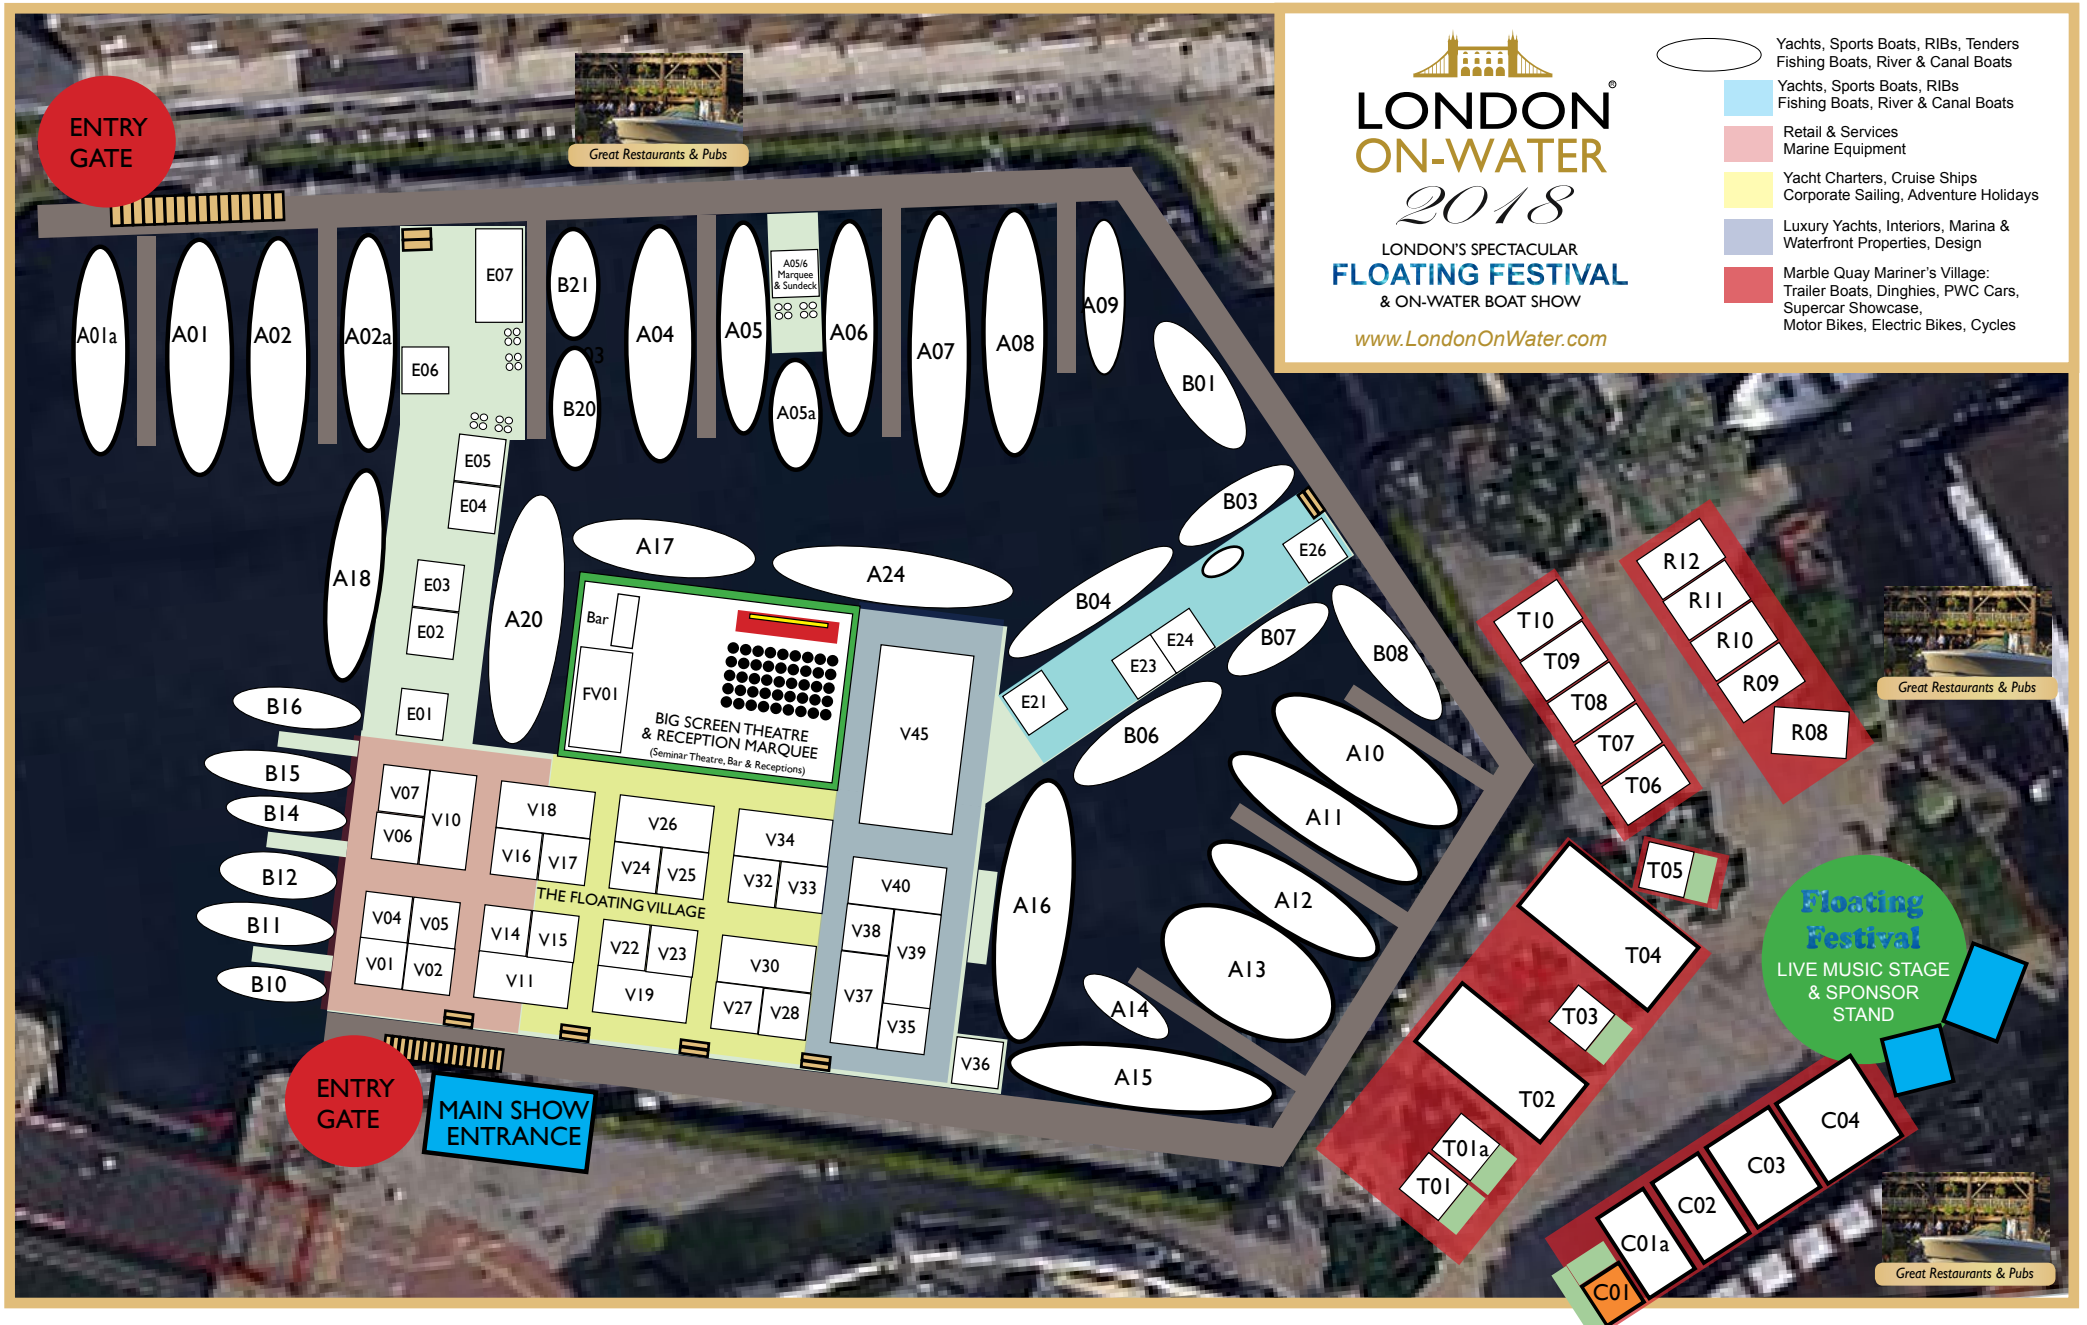 ENTRY
GATE
Great Restaurants & Pubs
LONDON
®
ON-WATER
2018
LONDON'S SPECTACULAR
FLOATING FESTIVAL
& ON-WATER BOAT SHOW
www.LondonOnWater.com
Yachts, Sports Boats, RIBs, Tenders
Fishing Boats, River & Canal Boats
Yachts, Sports Boats, RIBs
Fishing Boats, River & Canal Boats
Retail & Services
Marine Equipment
Yacht Charters, Cruise Ships
Corporate Sailing, Adventure Holidays
Luxury Yachts, Interiors, Marina &
Waterfront Properties, Design
Marble Quay Mariner's Village:
Trailer Boats, Dinghies, PWC Cars,
Supercar Showcase,
Motor Bikes, Electric Bikes, Cycles
A01a
A01
A02
A02a
E07
E06
B21
03
B20
A04
A05
A05/6
Marquee
& Sundeck
A05a
A06
A07
A08
A09
B01
E05
E04
E03
E02
E01
A18
A20
A17
A24
B03
B04
E26
E24
E23
E21
B07
B08
B06
Bar
FV01
BIG SCREEN THEATRE
& RECEPTION MARQUEE
(Seminar Theatre, Bar & Receptions)
V45
B16
B15
B14
B12
B11
B10
V07
V06
V10
V18
V16
V17
V26
V24
V25
V34
V32
V33
THE FLOATING VILLAGE
V04
V05
V01
V02
V14
V15
V11
V22
V23
V19
V30
V27
V28
V40
V38
V39
V37
V35
V36
A10
A11
A12
A13
A14
A15
A16
R12
R11
R10
R09
R08
T10
T09
T08
T07
T06
T05
T04
T03
T02
T01a
T01
Great Restaurants & Pubs
Floating
Festival
LIVE MUSIC STAGE
& SPONSOR
STAND
C04
C03
C02
C01a
C01
Great Restaurants & Pubs
ENTRY
GATE
MAIN SHOW
ENTRANCE